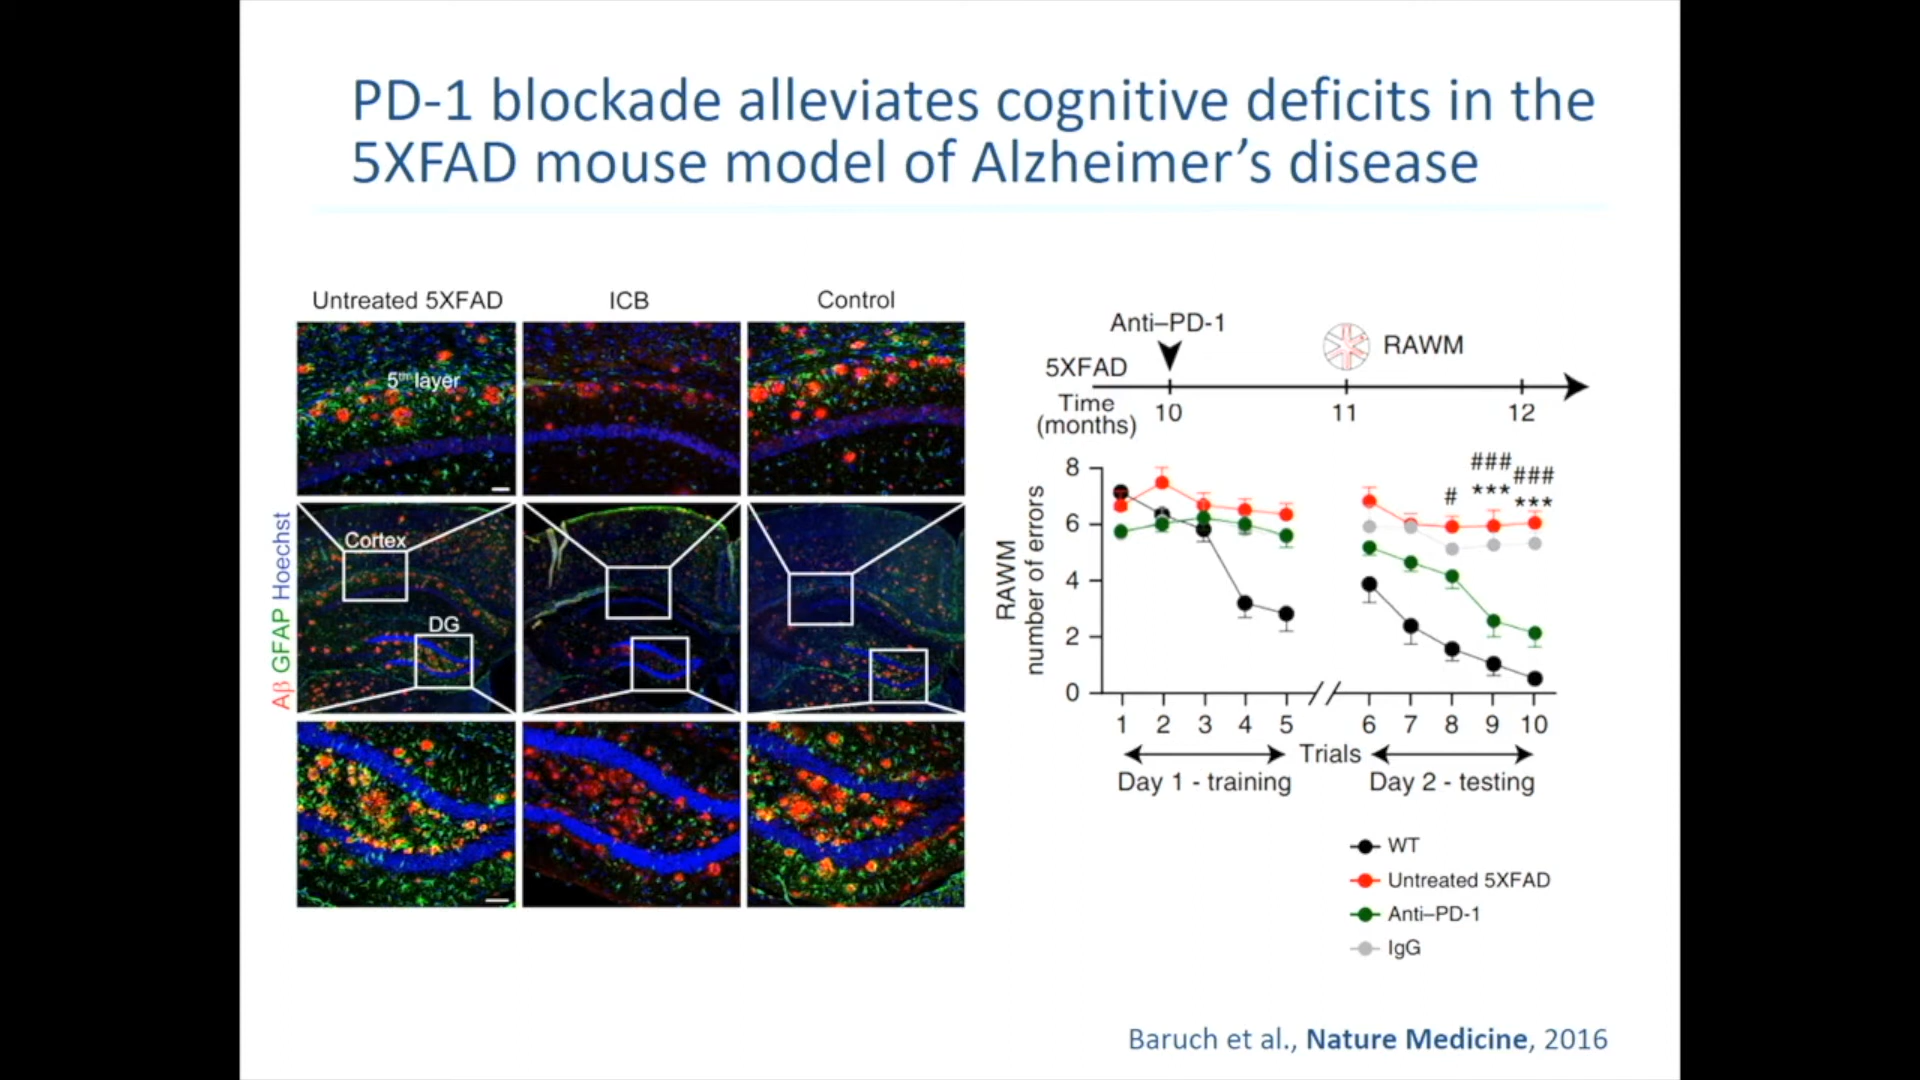 PD-1 blockade alleviates cognitive deficits in the
5XFAD mouse model of Alzheimer’s disease
Untreated 5XFAD
ICB
Control
5th layer
Cortex
DG
Aβ GFAP Hoechst
Anti–PD-1
RAWM
5XFAD
Time
(months)
10
11
12
RAWM
number of errors
8
6
4
2
0
#
###
***
###
***
1 2 3 4 5 6 7 8 9 10
Trials
Day 1 - training
Day 2 - testing
WT
Untreated 5XFAD
Anti–PD-1
IgG
Baruch et al., Nature Medicine, 2016